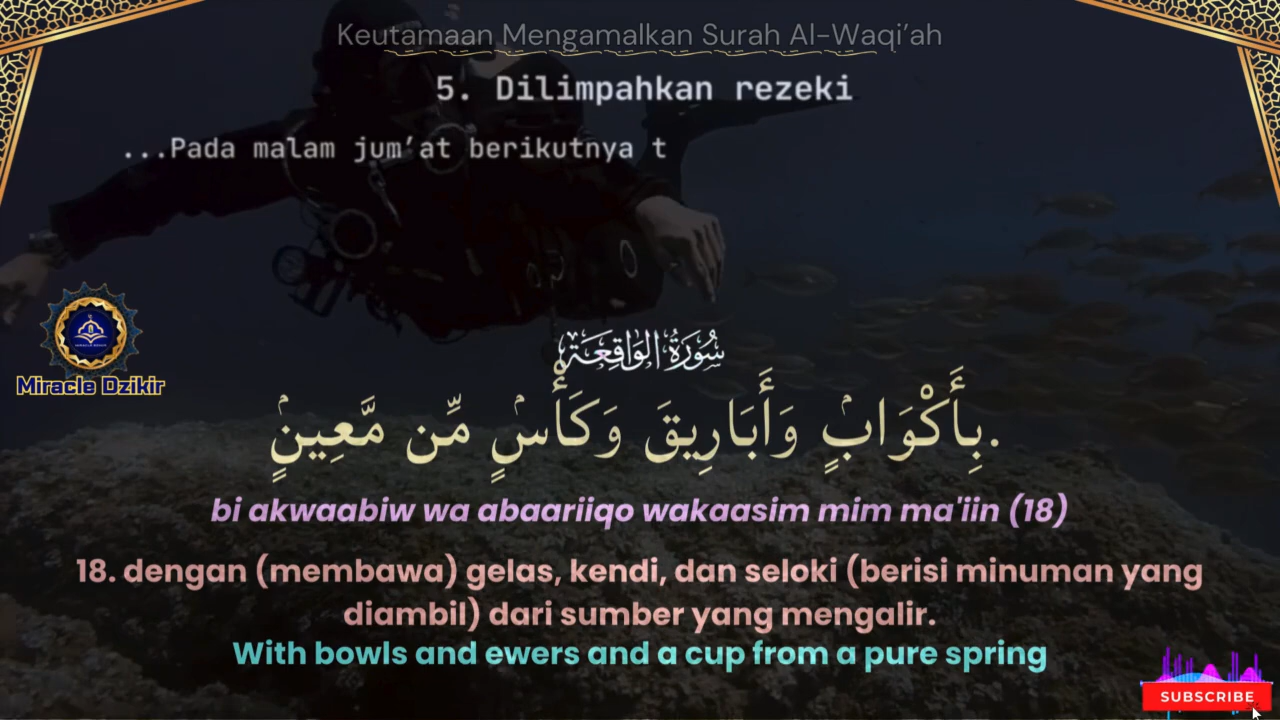 Keutamaan Mengamalkan Surah Al-Waqi’ah
5. Dilimpahkan rezeki
...Pada malam jum’at berikutnya t
سُورَةُ الوَاقِعَة
بِأَكْوَابٍۢ وَأَبَارِيقَ وَكَأْسٍۢ مِّن مَّعِينٍۢ.
Miracle Dzikir
bi akwaabiw wa abaariiqo wakaasim mim ma'iin (18)
18. dengan (membawa) gelas, kendi, dan seloki (berisi minuman yang
diambil) dari sumber yang mengalir.
With bowls and ewers and a cup from a pure spring
SUBSCRIBE